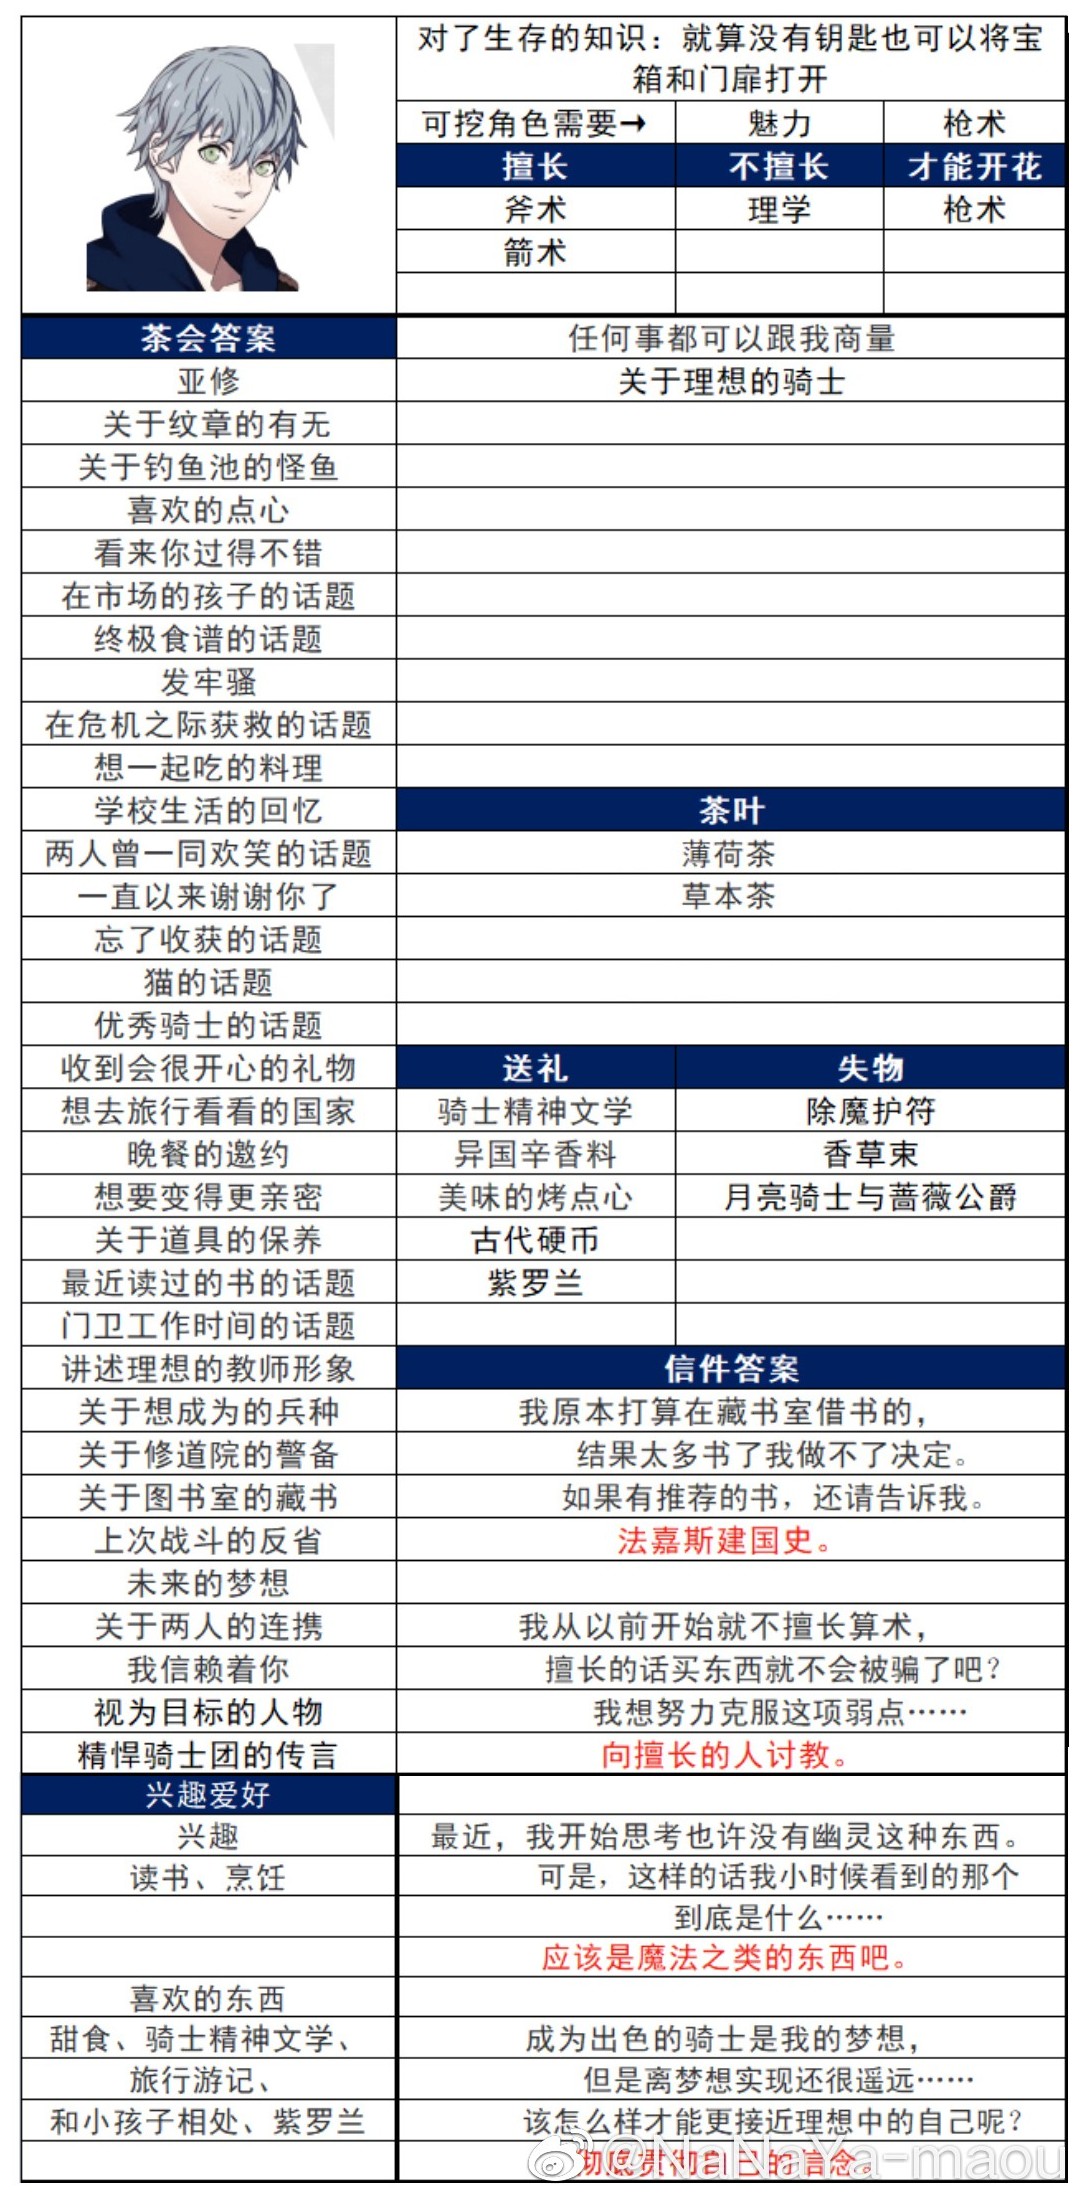 对了生存的知识：就算没有钥匙也可以将宝
箱和门扉打开
可挖角色需要→ 魅力 枪术
擅长 不擅长 才能开花
斧术 理学 枪术
箭术
茶会答案 任何事都可以跟我商量
亚修 关于理想的骑士
关于纹章的有无
关于钓鱼池的怪鱼
喜欢的点心
看来你过得不错
在市场的孩子的话题
终极食谱的话题
发牢骚
在危机之际获救的话题
想一起吃的料理
学校生活的回忆 茶叶
两人曾一同欢笑的话题 薄荷茶
一直以来谢谢你了 草本茶
忘了收获的话题
猫的话题
优秀骑士的话题
收到会很开心的礼物 送礼 失物
想去旅行看看的国家 骑士精神文学 除魔护符
晚餐的邀约 异国辛香料 香草束
想要变得更亲密 美味的烤点心 月亮骑士与蔷薇公爵
关于道具的保养 古代硬币
最近读过的书的话题 紫罗兰
门卫工作时间的话题
讲述理想的教师形象 信件答案
关于想成为的兵种 我原本打算在藏书室借书的，
关于修道院的警备 结果太多书了我做不了决定。
关于图书室的藏书 如果有推荐的书，还请告诉我。
上次战斗的反省 法嘉斯建国史。
未来的梦想
关于两人的连携 我从以前开始就不擅长算术，
我信赖着你 擅长的话买东西就不会被骗了吧？
视为目标的人物 我想努力克服这项弱点……
精悍骑士团的传言 向擅长的人讨教。
兴趣爱好
兴趣 最近，我开始思考也许没有幽灵这种东西。
读书、烹饪 可是，这样的话我小时候看到的那个
到底是什么……
应该是魔法之类的东西吧。
喜欢的东西
甜食、骑士精神文学、 成为出色的骑士是我的梦想，
旅行游记、 但是离梦想实现还很遥远……
和小孩子相处、紫罗兰 该怎么样才能更接近理想中的自己呢？
彻底贯彻自己的信念。
@NaNaYa-maou